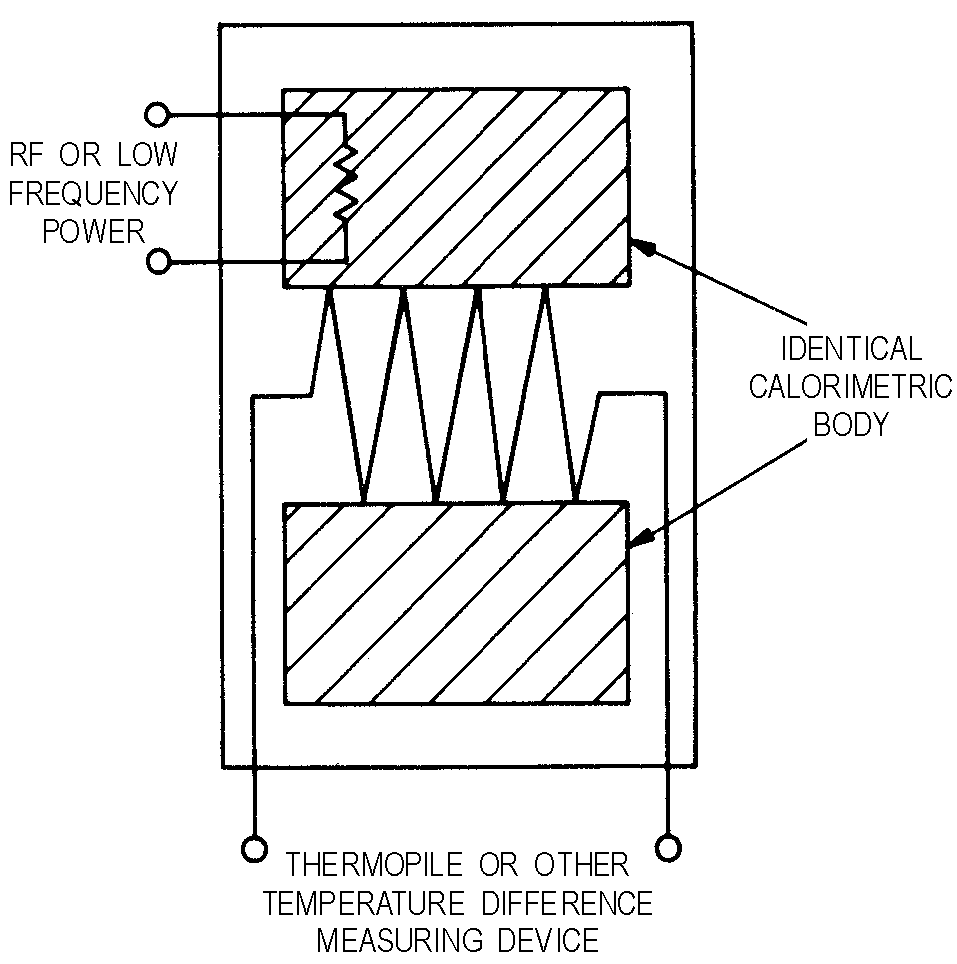 RF OR LOW
FREQUENCY
POWER
IDENTICAL
CALORIMETRIC
BODY
THERMOPILE OR OTHER
TEMPERATURE DIFFERENCE
MEASURING DEVICE